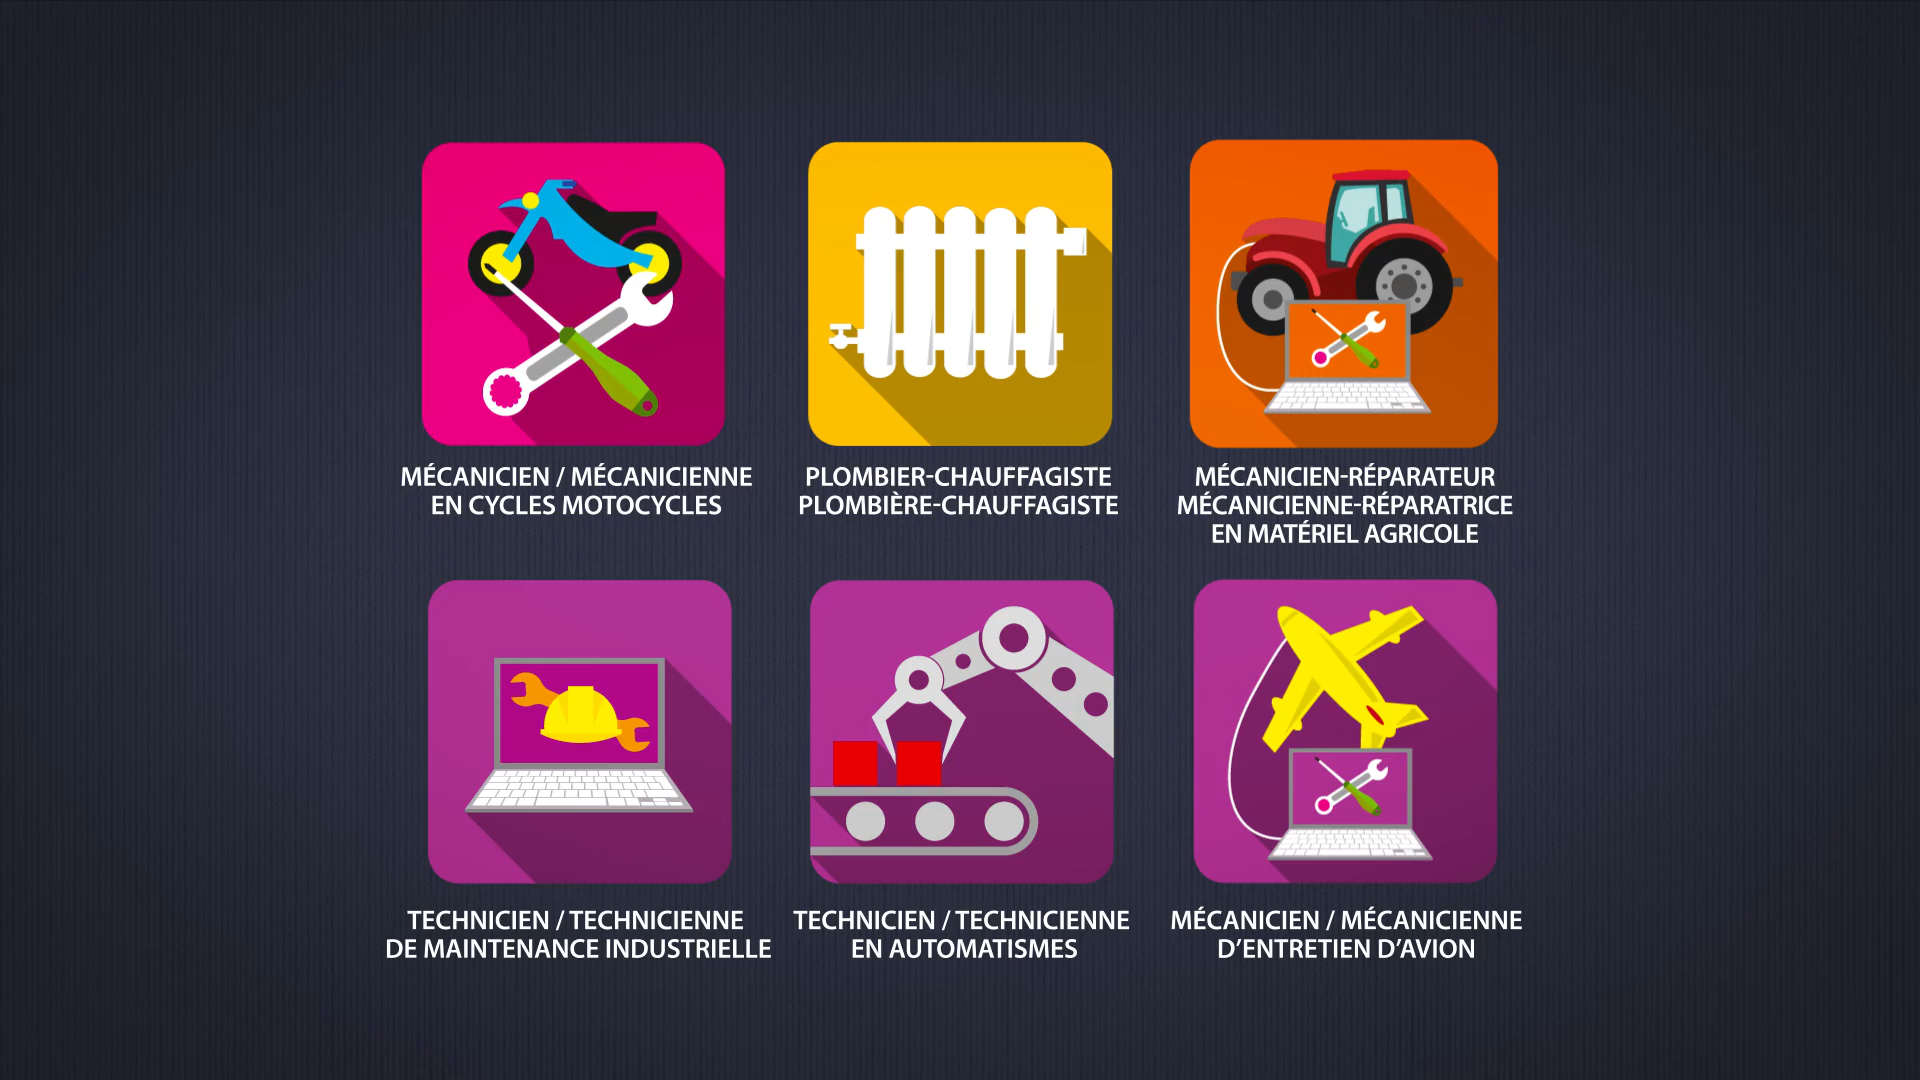 MÉCANICIEN / MÉCANICIENNE
EN CYCLES MOTOCYCLES
PLOMBIER-CHAUFFAGISTE
PLOMBIÈRE-CHAUFFAGISTE
MÉCANICIEN-RÉPARATEUR
MÉCANICIENNE-RÉPARATRICE
EN MATÉRIEL AGRICOLE
TECHNICIEN / TECHNICIENNE
DE MAINTENANCE INDUSTRIELLE
TECHNICIEN / TECHNICIENNE
EN AUTOMATISMES
MÉCANICIEN / MÉCANICIENNE
D’ENTRETIEN D’AVION